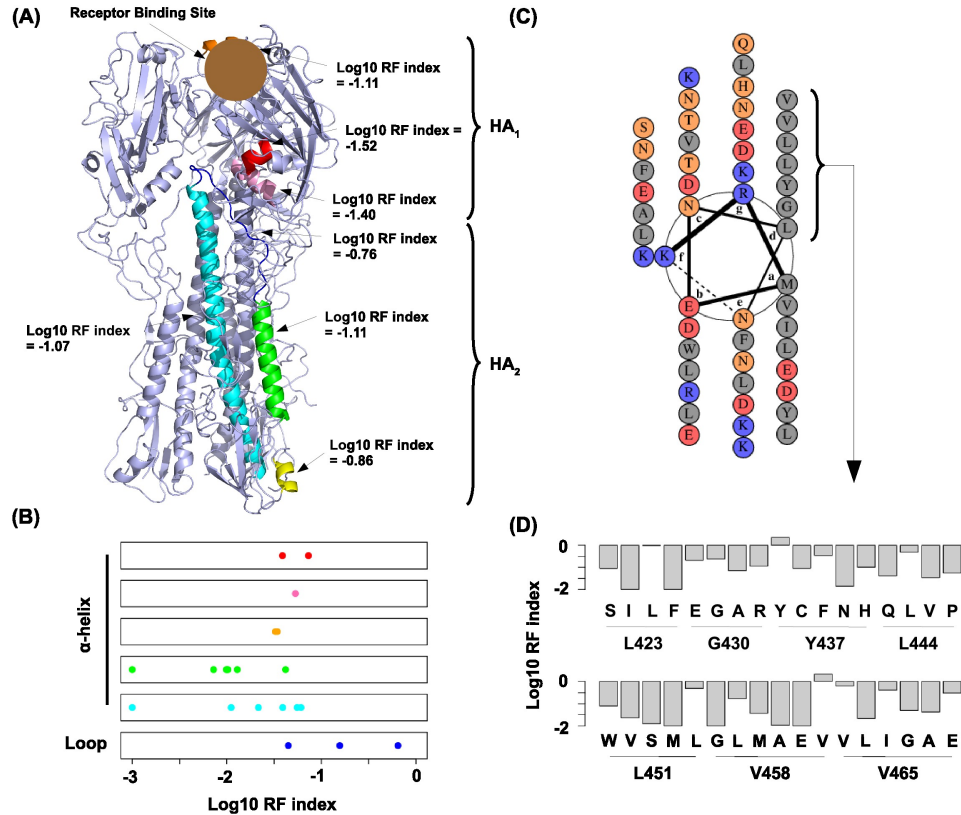 (A)
Receptor Binding Site
Log10 RF index
= -1.11
Log10 RF index =
-1.52
HA1
Log10 RF index
= -1.40
Log10 RF index
= -0.76
Log10 RF index
= -1.11
Log10 RF index
= -1.07
HA2
Log10 RF index
= -0.86
(B)
α-helix
Loop
-3 -2 -1 0
Log10 RF index
(C)
S N F E A L K K
f
K N T V T D N
c
Q L H N E D K R
g
V V L L Y G L
d
a
M V I L E D Y L
b
E D W L R L E
e
N F N L D K K
(D)
Log10 RF index
0
-2
S I L F E G A R Y C F N H Q L V P
L423 G430 Y437 L444
0
-2
W V S M L G L M A E V V L I G A E
L451 V458 V465